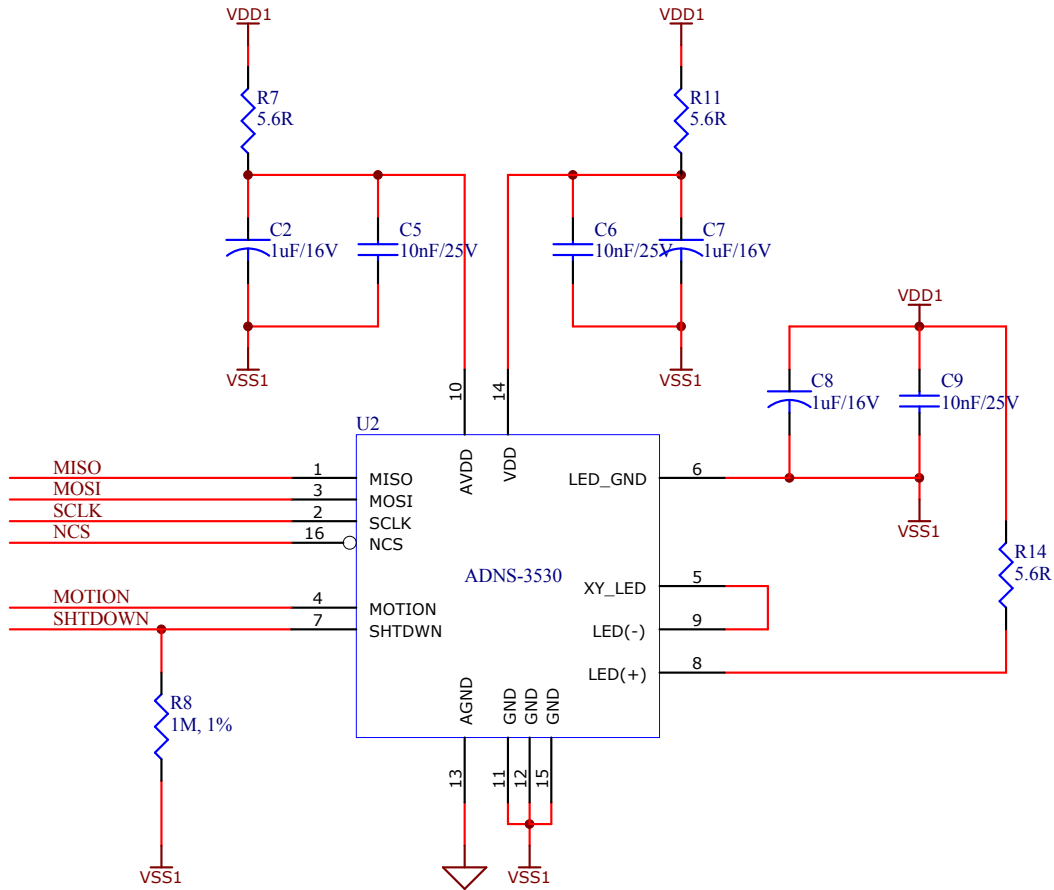 VDD1
VDD1
R7
5.6R
R11
5.6R
C2
1uF/16V
C5
10nF/25V
C6
10nF/25V
C7
1uF/16V
VSS1
VSS1
VDD1
C8
1uF/16V
C9
10nF/25V
10
14
U2
AVDD
VDD
MISO
1
MISO
MOSI
3
MOSI
SCLK
2
SCLK
NCS
16
NCS
LED_GND
6
VSS1
ADNS-3530
XY_LED
5
R14
5.6R
MOTION
4
MOTION
SHTDOWN
7
SHTDWN
LED(-)
9
LED(+)
8
R8
1M, 1%
AGND
GND
GND
GND
13
11
12
15
VSS1
VSS1